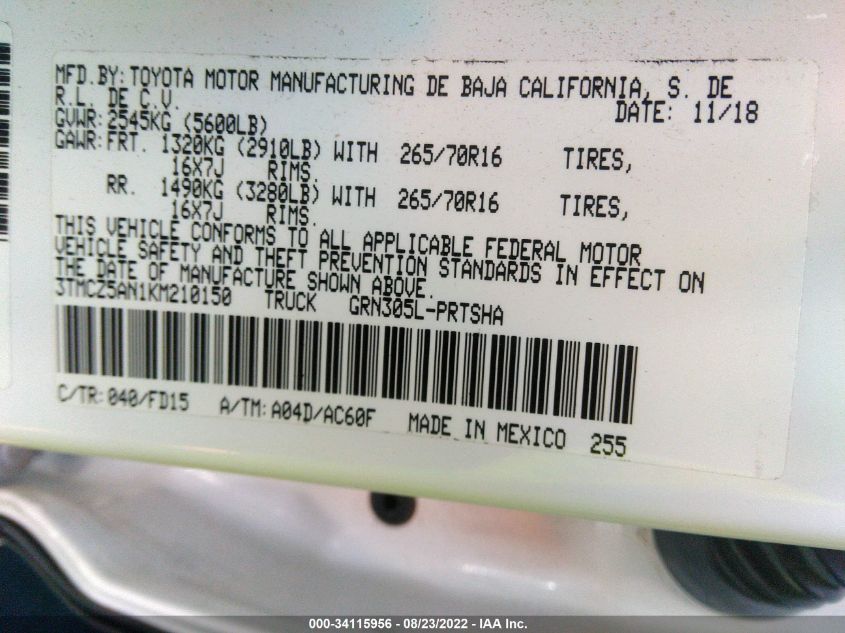 MFD.BY: TOYOTA MOTOR MANUFACTURING DE BAJA CALIFORNIA, S. DE
R.L. DE C.V. DATE: 11/18
GVWR: 2545KG (5600LB)
GAWR: FRT. 1320KG (2910LB) WITH 265/70R16 TIRES,
16X7J RIMS.
RR. 1490KG (3280LB) WITH 265/70R16 TIRES,
16X7J RIMS.
THIS VEHICLE CONFORMS TO ALL APPLICABLE FEDERAL MOTOR
VEHICLE SAFETY AND THEFT PREVENTION STANDARDS IN EFFECT ON
THE DATE OF MANUFACTURE SHOWN ABOVE.
3TMCZ5AN1KM210150 TRUCK GRN305L-PRTSHA
C/TR: 040/FD15 A/TM: A04D/AC60F MADE IN MEXICO 255
000-34115956 - 08/23/2022 - IAA Inc.